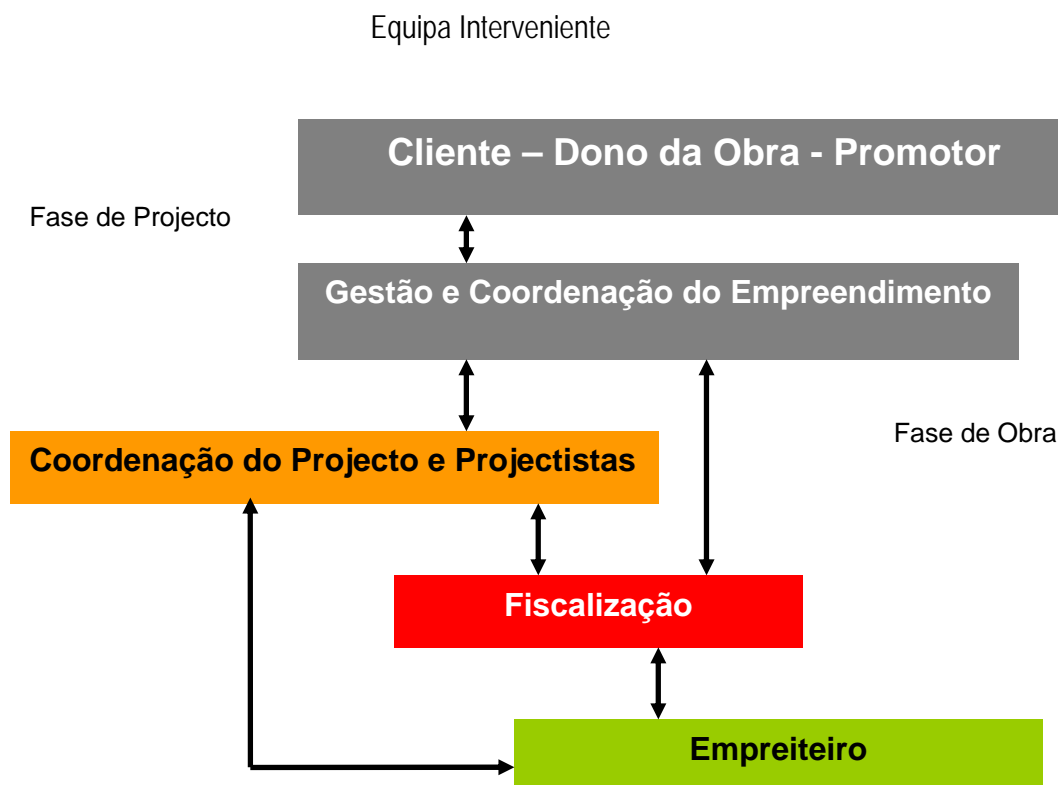 Equipa Interveniente
Cliente – Dono da Obra - Promotor
Fase de Projecto
Gestão e Coordenação do Empreendimento
Fase de Obra
Coordenação do Projecto e Projectistas
Fiscalização
Empreiteiro